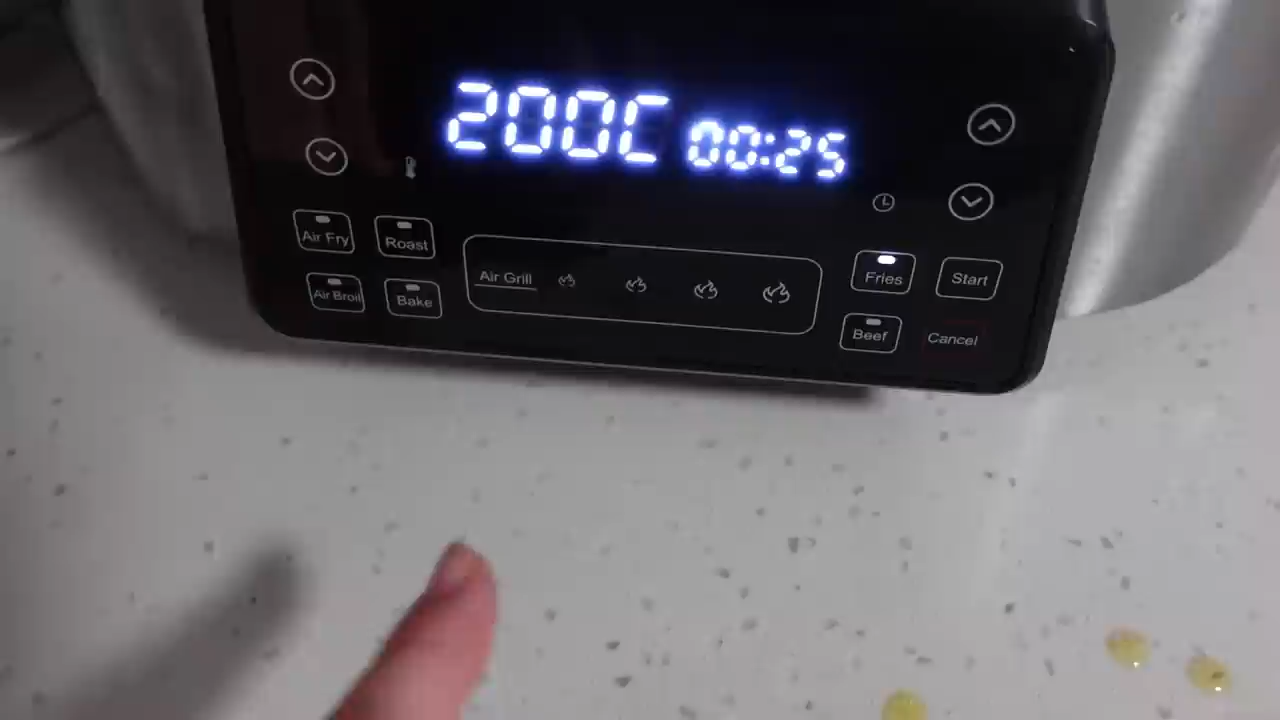 200C 00:25
Air Fry Roast
Air Broil Bake
Air Grill
Fries Start
Beef Cancel